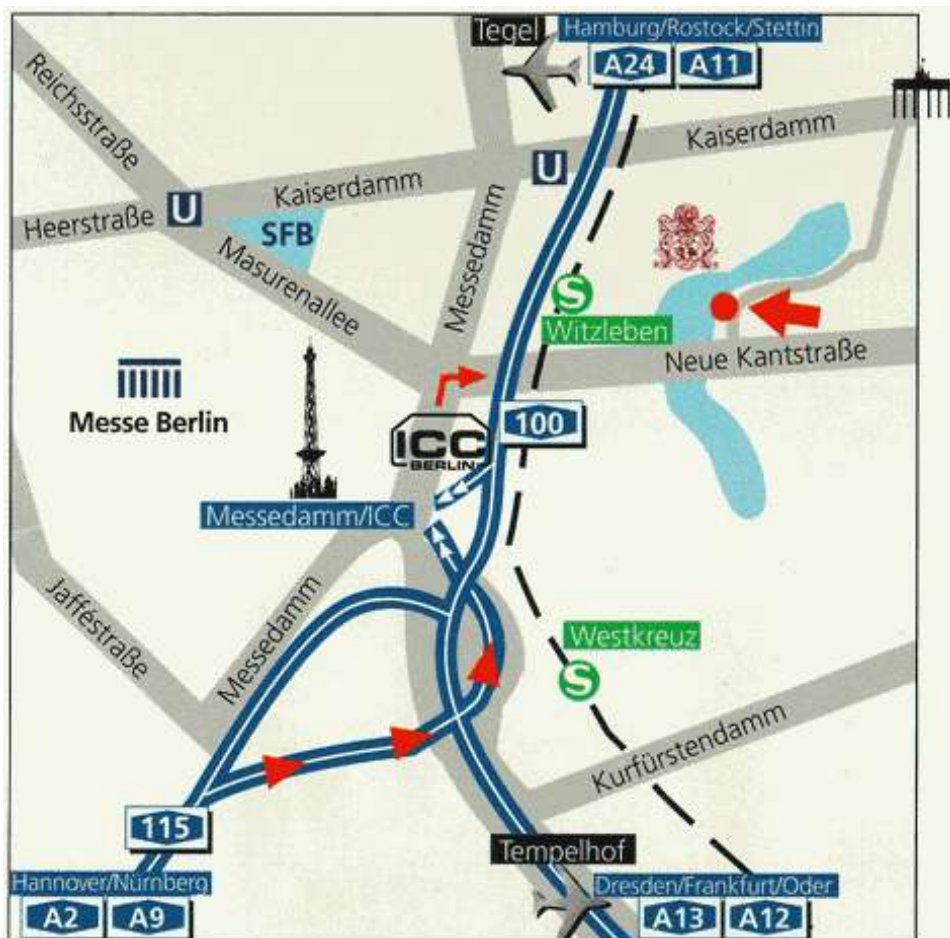 Tegel
Hamburg/Rostock/Stettin
A24
A11
Reichsstraße
Kaiserdamm
U
Kaiserdamm
U
Heerstraße
SFB
Messedamm
Masurenallee
S
Witzleben
Neue Kantstraße
Messe Berlin
100
ICC
BERLIN
Messedamm/ICC
Jafféstraße
Messedamm
Westkreuz
S
Kurfürstendamm
115
Tempelhof
Hannover/Nürnberg
A2
A9
Dresden/Frankfurt/Oder
A13
A12